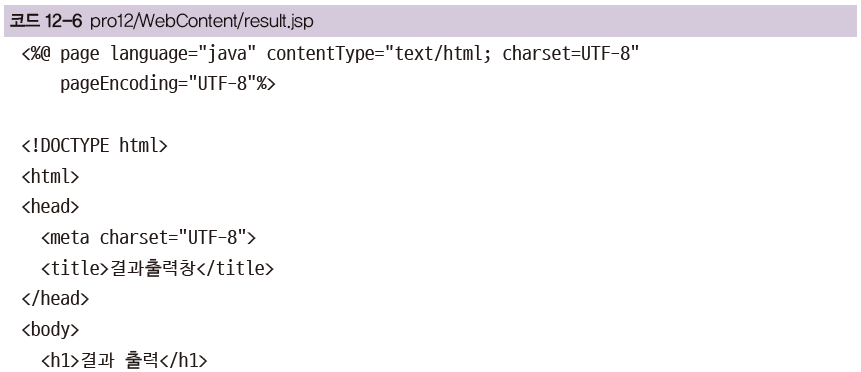 코드 12-6 pro12/WebContent/result.jsp
<%@ page language="java" contentType="text/html; charset=UTF-8"
    pageEncoding="UTF-8"%>

<!DOCTYPE html>
<html>
<head>
  <meta charset="UTF-8">
  <title>결과출력창</title>
</head>
<body>
  <h1>결과 출력</h1>